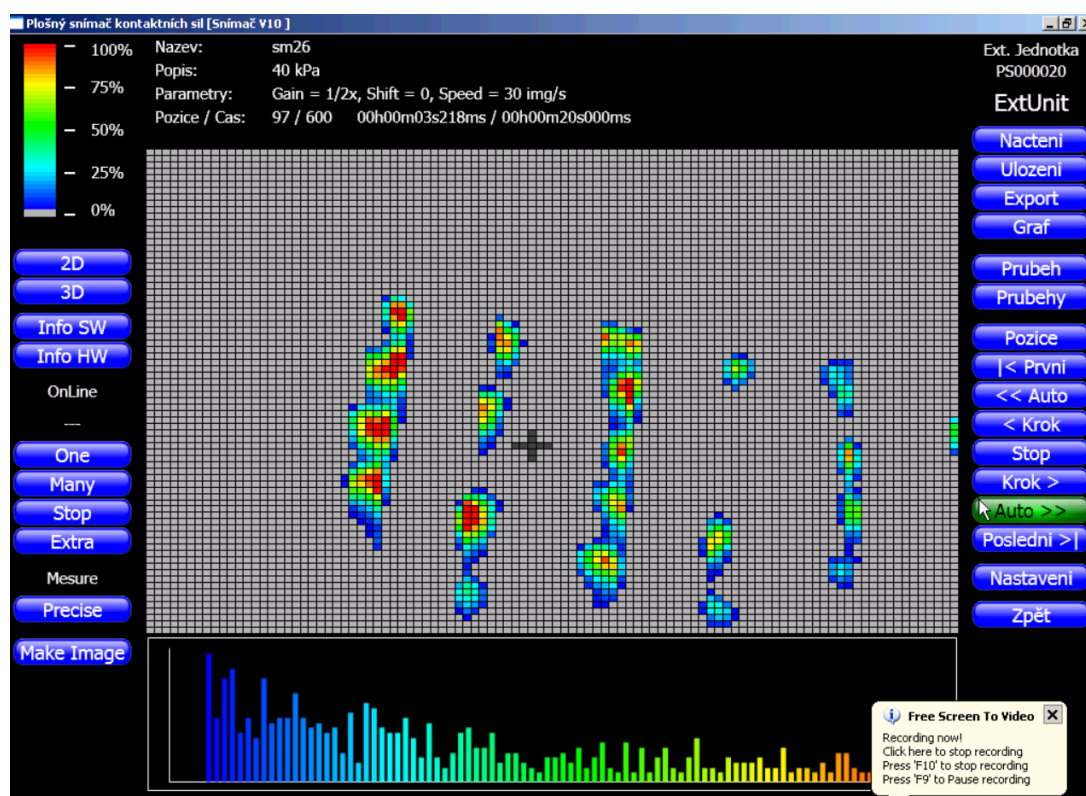 Plošný snímač kontaktních sil [Snímač V10 ]
100%
75%
50%
25%
0%
Nazev: sm26
Popis: 40 kPa
Parametry: Gain = 1/2x, Shift = 0, Speed = 30 img/s
Pozice / Cas: 97 / 600 00h00m03s218ms / 00h00m20s000ms
2D
3D
Info SW
Info HW
OnLine
---
One
Many
Stop
Extra
Mesure
Precise
Make Image
Ext. Jednotka
PS000020
ExtUnit
Nacteni
Ulozeni
Export
Graf
Prubeh
Prubehy
Pozice
|< Prvni
<< Auto
< Krok
Stop
Krok >
Auto >>
Posledni >|
Nastaveni
Zpět
Free Screen To Video
Recording now!
Click here to stop recording
Press 'F10' to stop recording
Press 'F9' to Pause recording